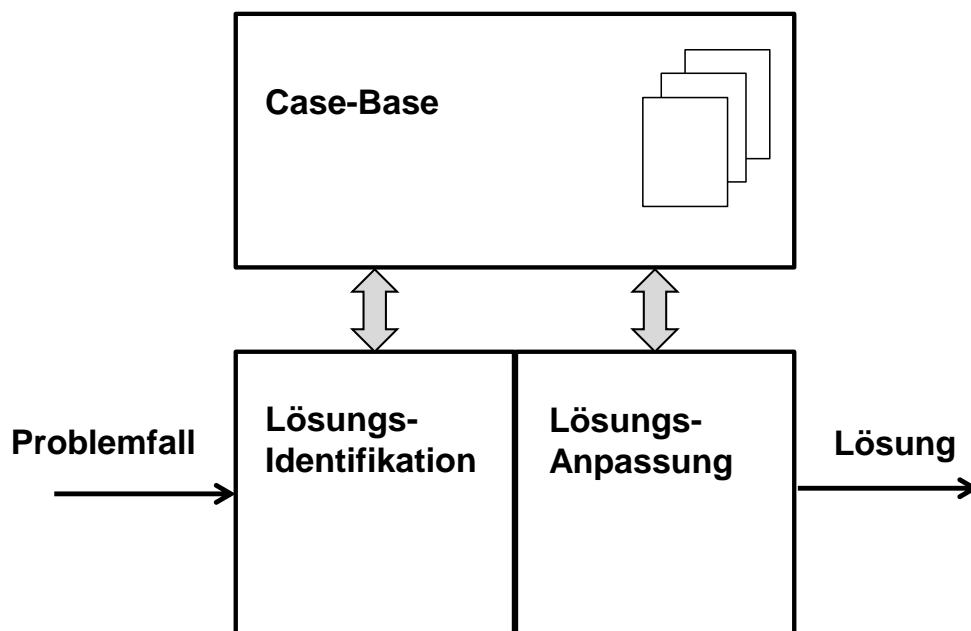 Case-Base
Problemfall
Lösungs-
Identifikation
Lösungs-
Anpassung
Lösung